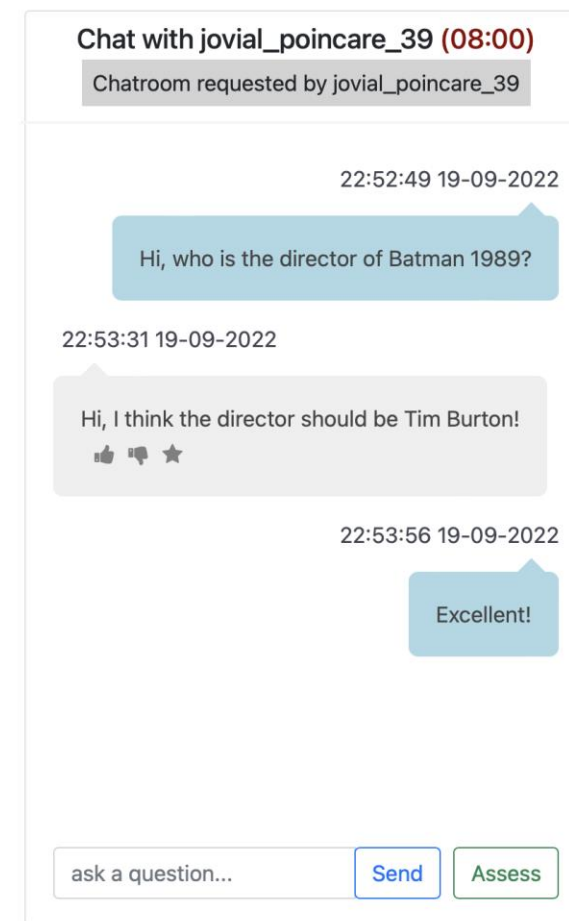 Chat with jovial_poincare_39 (08:00)
Chatroom requested by jovial_poincare_39
22:52:49 19-09-2022
Hi, who is the director of Batman 1989?
22:53:31 19-09-2022
Hi, I think the director should be Tim Burton!
22:53:56 19-09-2022
Excellent!
ask a question... Send Assess